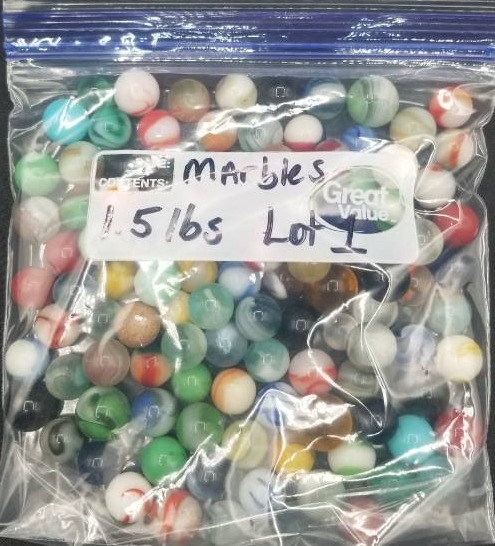 CONTENTS: MArbles
Great
Value
1.5 lbs Lot 1